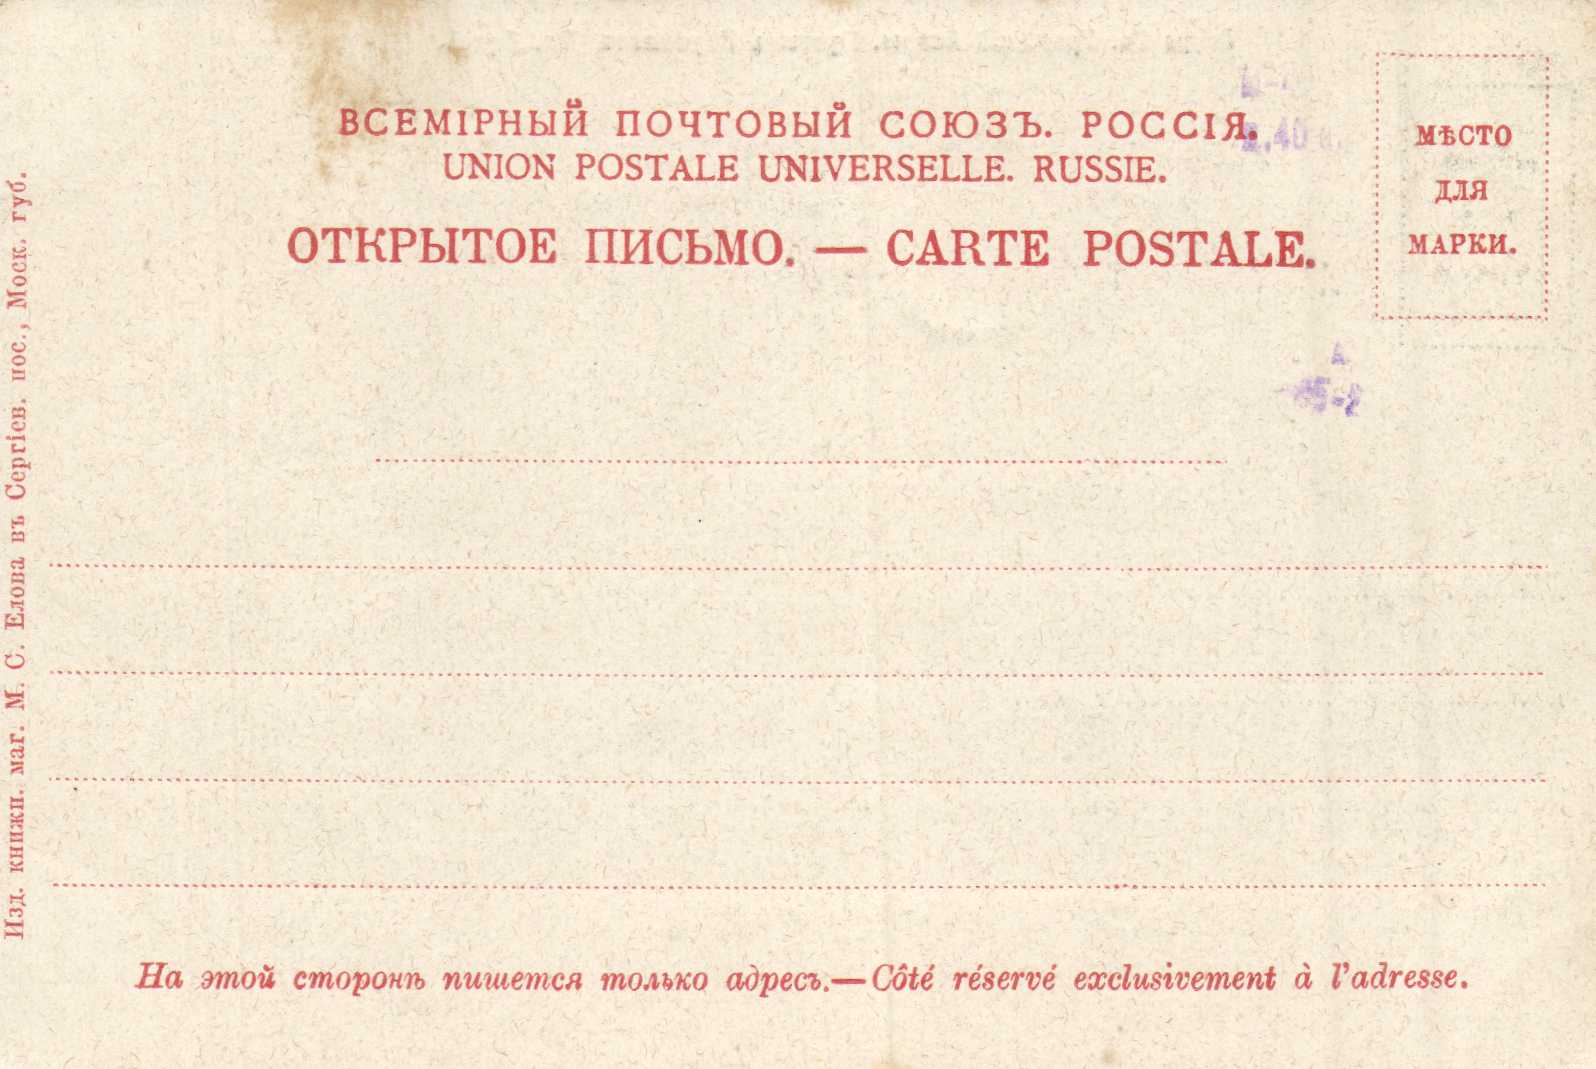 ВСЕМІРНЫЙ ПОЧТОВЫЙ СОЮЗЪ. РОССІЯ.
UNION POSTALE UNIVERSELLE. RUSSIE.
ОТКРЫТОЕ ПИСЬМО. — CARTE POSTALE.
МѢСТО
ДЛЯ
МАРКИ.
Изд. книжн. маг. М. С. Елова въ Сергіев. пос., Моск. губ.
На этой сторонѣ пишется только адресъ.—Côté réservé exclusivement à l'adresse.